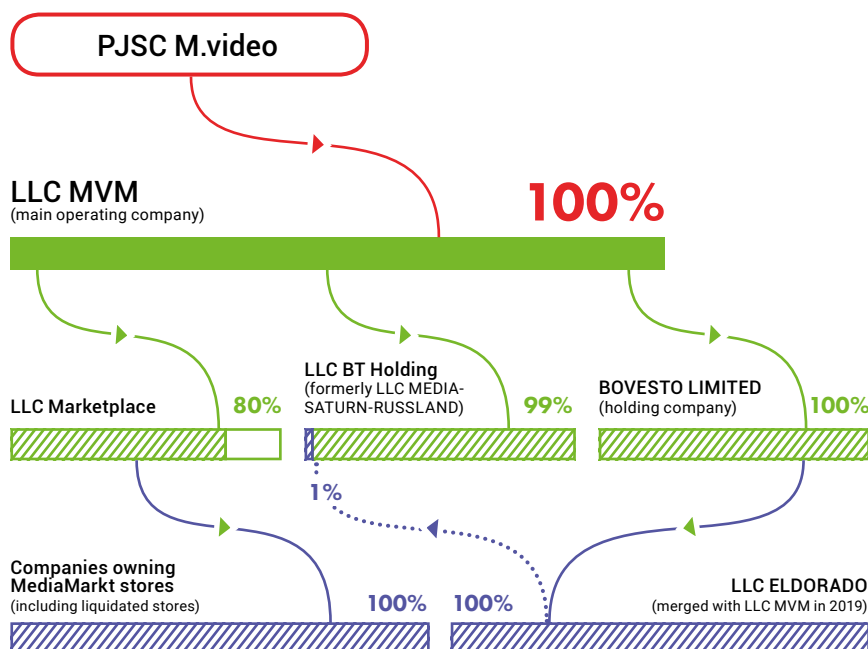 PJSC M.video
LLC MVM
(main operating company)
100%
LLC Marketplace
80%
LLC BT Holding
(formerly LLC MEDIA-
SATURN-RUSSLAND)
99%
BOVESTO LIMITED
(holding company)
100%
1%
Companies owning
MediaMarkt stores
(including liquidated stores)
100%
100%
LLC ELDORADO
(merged with LLC MVM in 2019)